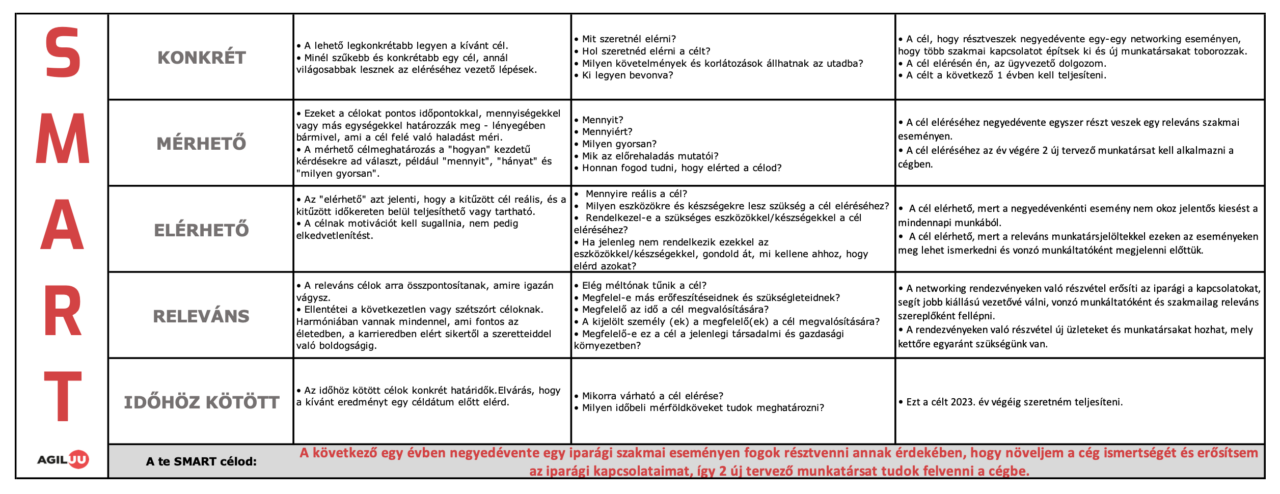 S
KONKRÉT
• A lehető legkonkrétabb legyen a kívánt cél.
• Minél szűkebb és konkrétabb egy cél, annál
világosabbak lesznek az eléréséhez vezető lépések.
• Mit szeretnél elérni?
• Hol szeretnéd elérni a célt?
• Milyen követelmények és korlátozások állhatnak az utadba?
• Ki legyen bevonva?
• A cél, hogy résztveszek negyedévente egy-egy networking eseményen,
hogy több szakmai kapcsolatot építsek ki és új munkatársakat toborozzak.
• A cél elérésén én, az ügyvezető dolgozom.
• A célt a következő 1 évben kell teljesíteni.
M
MÉRHETŐ
• Ezeket a célokat pontos időpontokkal, mennyiségekkel
vagy más egységekkel határozzák meg - lényegében
bármivel, ami a cél felé való haladást méri.
• A mérhető célmeghatározás a "hogyan" kezdetű
kérdésekre ad választ, például "mennyit", "hányat" és
"milyen gyorsan".
• Mennyit?
• Mennyiért?
• Milyen gyorsan?
• Mik az előrehaladás mutatói?
• Honnan fogod tudni, hogy elérted a célod?
• A cél eléréséhez negyedévente egyszer részt veszek egy releváns szakmai
eseményen.
• A cél eléréséhez az év végére 2 új tervező munkatársat kell alkalmazni a
cégben.
A
ELÉRHETŐ
• Az "elérhető" azt jelenti, hogy a kitűzött cél reális, és a
kitűzött időkereten belül teljesíthető vagy tartható.
• A célnak motivációt kell sugallnia, nem pedig
elkedvetlenítést.
• Mennyire reális a cél?
• Milyen eszközökre és készségekre lesz szükség a cél eléréséhez?
• Rendelkezel-e a szükséges eszközökkel/készségekkel a cél
eléréséhez?
• Ha jelenleg nem rendelkezik ezekkel az
eszközökkel/készségekkel, gondold át, mi kellene ahhoz, hogy
elérd azokat?
• A cél elérhető, mert a negyedévenkénti esemény nem okoz jelentős kiesést a
mindennapi munkából.
• A cél elérhető, mert a releváns munkatársjelöltekkel ezeken az eseményeken
meg lehet ismerkedni és vonzó munkáltatóként megjelenni előttük.
R
RELEVÁNS
• A releváns célok arra összpontosítanak, amire igazán
vágysz.
• Ellentétei a következetlen vagy szétszórt céloknak.
Harmóniában vannak mindennel, ami fontos az
életedben, a karrieredben elért sikertől a szeretteiddel
való boldogságig.
• Elég méltónak tűnik a cél?
• Megfelel-e más erőfeszítéseidnek és szükségleteidnek?
• Megfelelő az idő a cél megvalósítására?
• A kijelölt személy (ek) a megfelelő(ek) a cél megvalósítására?
• Megfelelő-e ez a cél a jelenlegi társadalmi és gazdasági
környezetben?
• A networking rendezvényeken való részvétel erősíti az iparági a kapcsolatokat,
segít jobb kiállású vezetővé válni, vonzó munkáltatóként és szakmailag releváns
szereplőként fellépni.
• A rendezvényeken való részvétel új üzleteket és munkatársakat hozhat, mely
kettőre egyaránt szükségünk van.
T
IDŐHÖZ KÖTÖTT
• Az időhöz kötött célok konkrét határidők.Elvárás, hogy
a kívánt eredményt egy céldátum előtt elérd.
• Mikorra várható a cél elérése?
• Milyen időbeli mérföldköveket tudok meghatározni?
• Ezt a célt 2023. év végéig szeretném teljesíteni.
AGILJU
A te SMART célod:
A következő egy évben negyedévente egy iparági szakmai eseményen fogok résztvenni annak érdekében, hogy növeljem a cég ismertségét és erősítsem
az iparági kapcsolataimat, így 2 új tervező munkatársat tudok felvenni a cégbe.